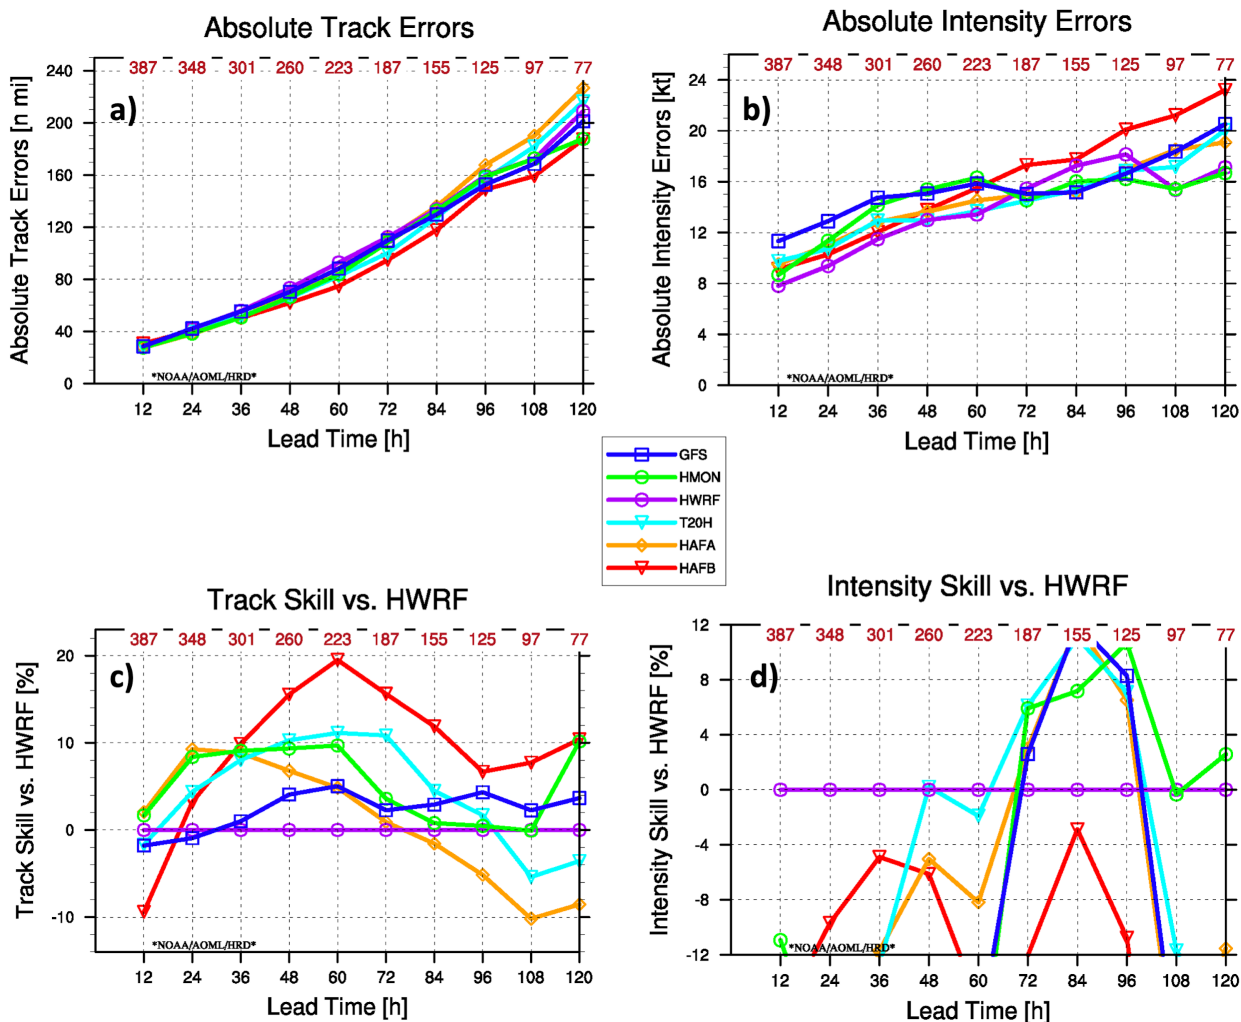 Absolute Track Errors
a)
387 348 301 260 223 187 155 125 97 77
240
200
160
120
80
40
0
Absolute Track Errors [n mi]
*NOAA/AOML/HRD*
12 24 36 48 60 72 84 96 108 120
Lead Time [h]
Absolute Intensity Errors
b)
387 348 301 260 223 187 155 125 97 77
24
20
16
12
8
4
0
Absolute Intensity Errors [kt]
*NOAA/AOML/HRD*
12 24 36 48 60 72 84 96 108 120
Lead Time [h]
GFS
HMON
HWRF
T20H
HAFA
HAFB
Track Skill vs. HWRF
c)
387 348 301 260 223 187 155 125 97 77
20
10
0
-10
Track Skill vs. HWRF [%]
*NOAA/AOML/HRD*
12 24 36 48 60 72 84 96 108 120
Lead Time [h]
Intensity Skill vs. HWRF
d)
387 348 301 260 223 187 155 125 97 77
12
8
4
0
-4
-8
-12
Intensity Skill vs. HWRF [%]
*NOAA/AOML/HRD*
12 24 36 48 60 72 84 96 108 120
Lead Time [h]